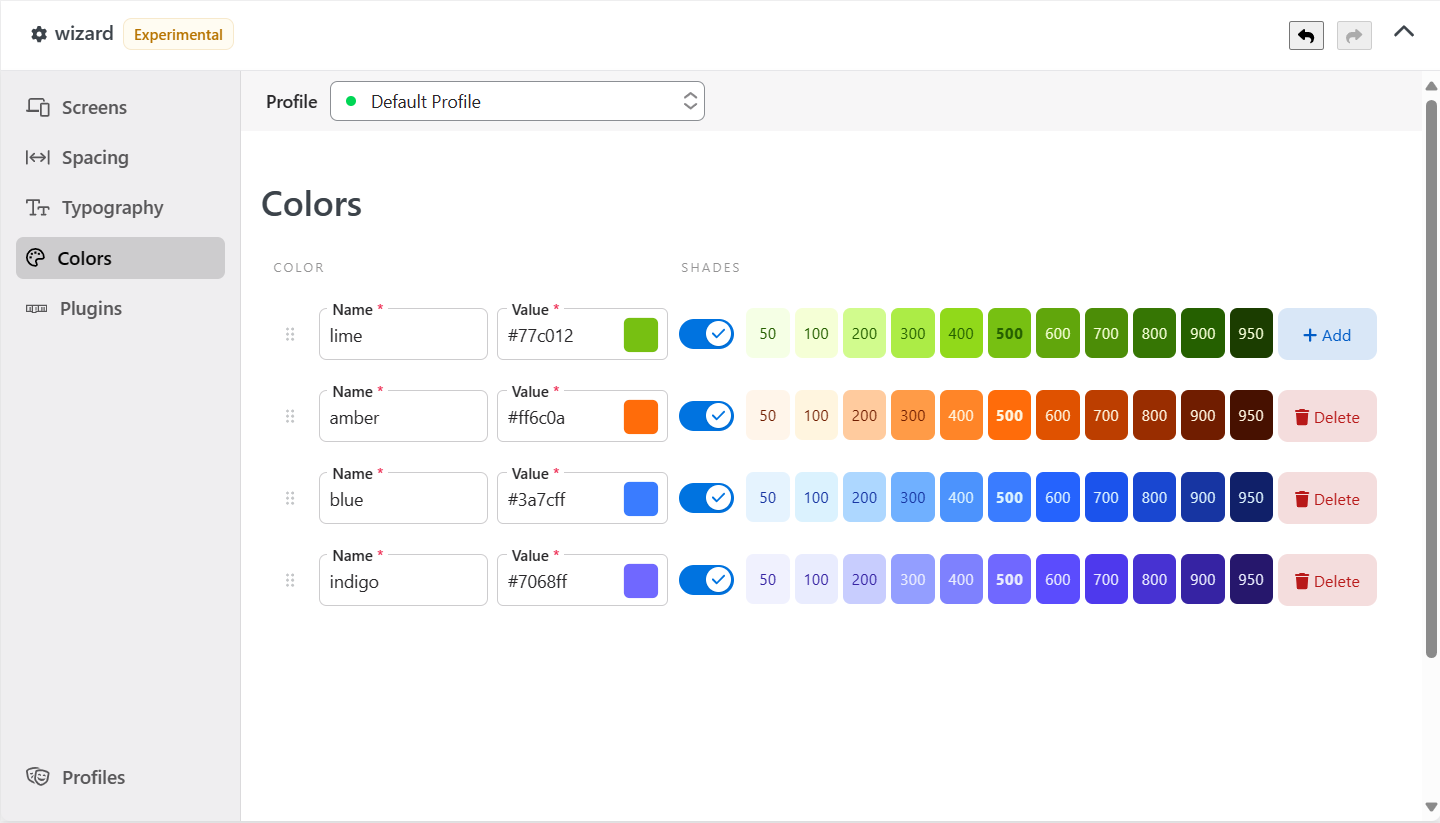 wizard Experimental
Screens
Spacing
Typography
Colors
Plugins
Profiles
Profile Default Profile
Colors
COLOR SHADES
Name * Value *
lime #77c012 50 100 200 300 400 500 600 700 800 900 950 + Add
Name * Value *
amber #ff6c0a 50 100 200 300 400 500 600 700 800 900 950 Delete
Name * Value *
blue #3a7cff 50 100 200 300 400 500 600 700 800 900 950 Delete
Name * Value *
indigo #7068ff 50 100 200 300 400 500 600 700 800 900 950 Delete